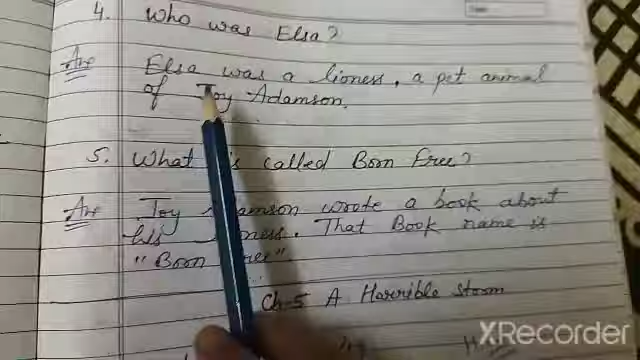 4. Who was Elsa?
Ans Elsa was a lioness, a pet animal
of Joy Adamson.
5. What is called Born Free?
Ans Joy Adamson wrote a book about
his lioness. That Book name is
"Born Free"
Ch-5 A Horrible Storm
XRecorder